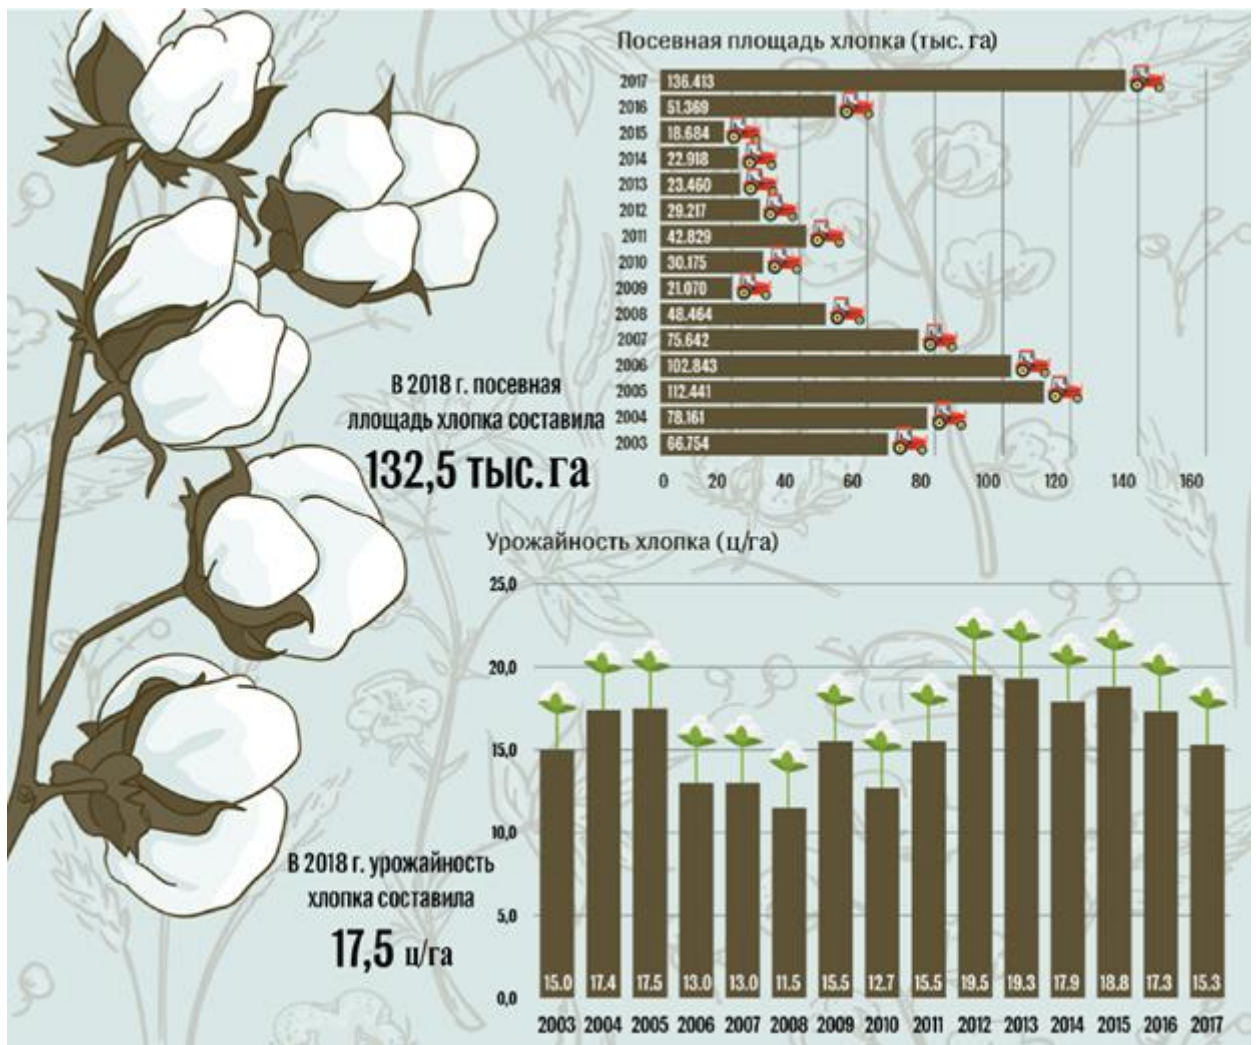 Посевная площадь хлопка (тыс. га)
2017 136.413
2016 51.369
2015 18.684
2014 22.918
2013 23.460
2012 29.217
2011 42.829
2010 30.175
2009 21.070
2008 48.464
2007 75.642
2006 102.843
2005 112.441
2004 78.161
2003 66.754
0 20 40 60 80 100 120 140 160
В 2018 г. посевная
площадь хлопка составила
132,5 тыс. га
Урожайность хлопка (ц/га)
25,0
20,0
15,0
10,0
5,0
0,0
15.0 17.4 17.5 13.0 13.0 11.5 15.5 12.7 15.5 19.5 19.3 17.9 18.8 17.3 15.3
2003 2004 2005 2006 2007 2008 2009 2010 2011 2012 2013 2014 2015 2016 2017
В 2018 г. урожайность
хлопка составила
17,5 ц/га